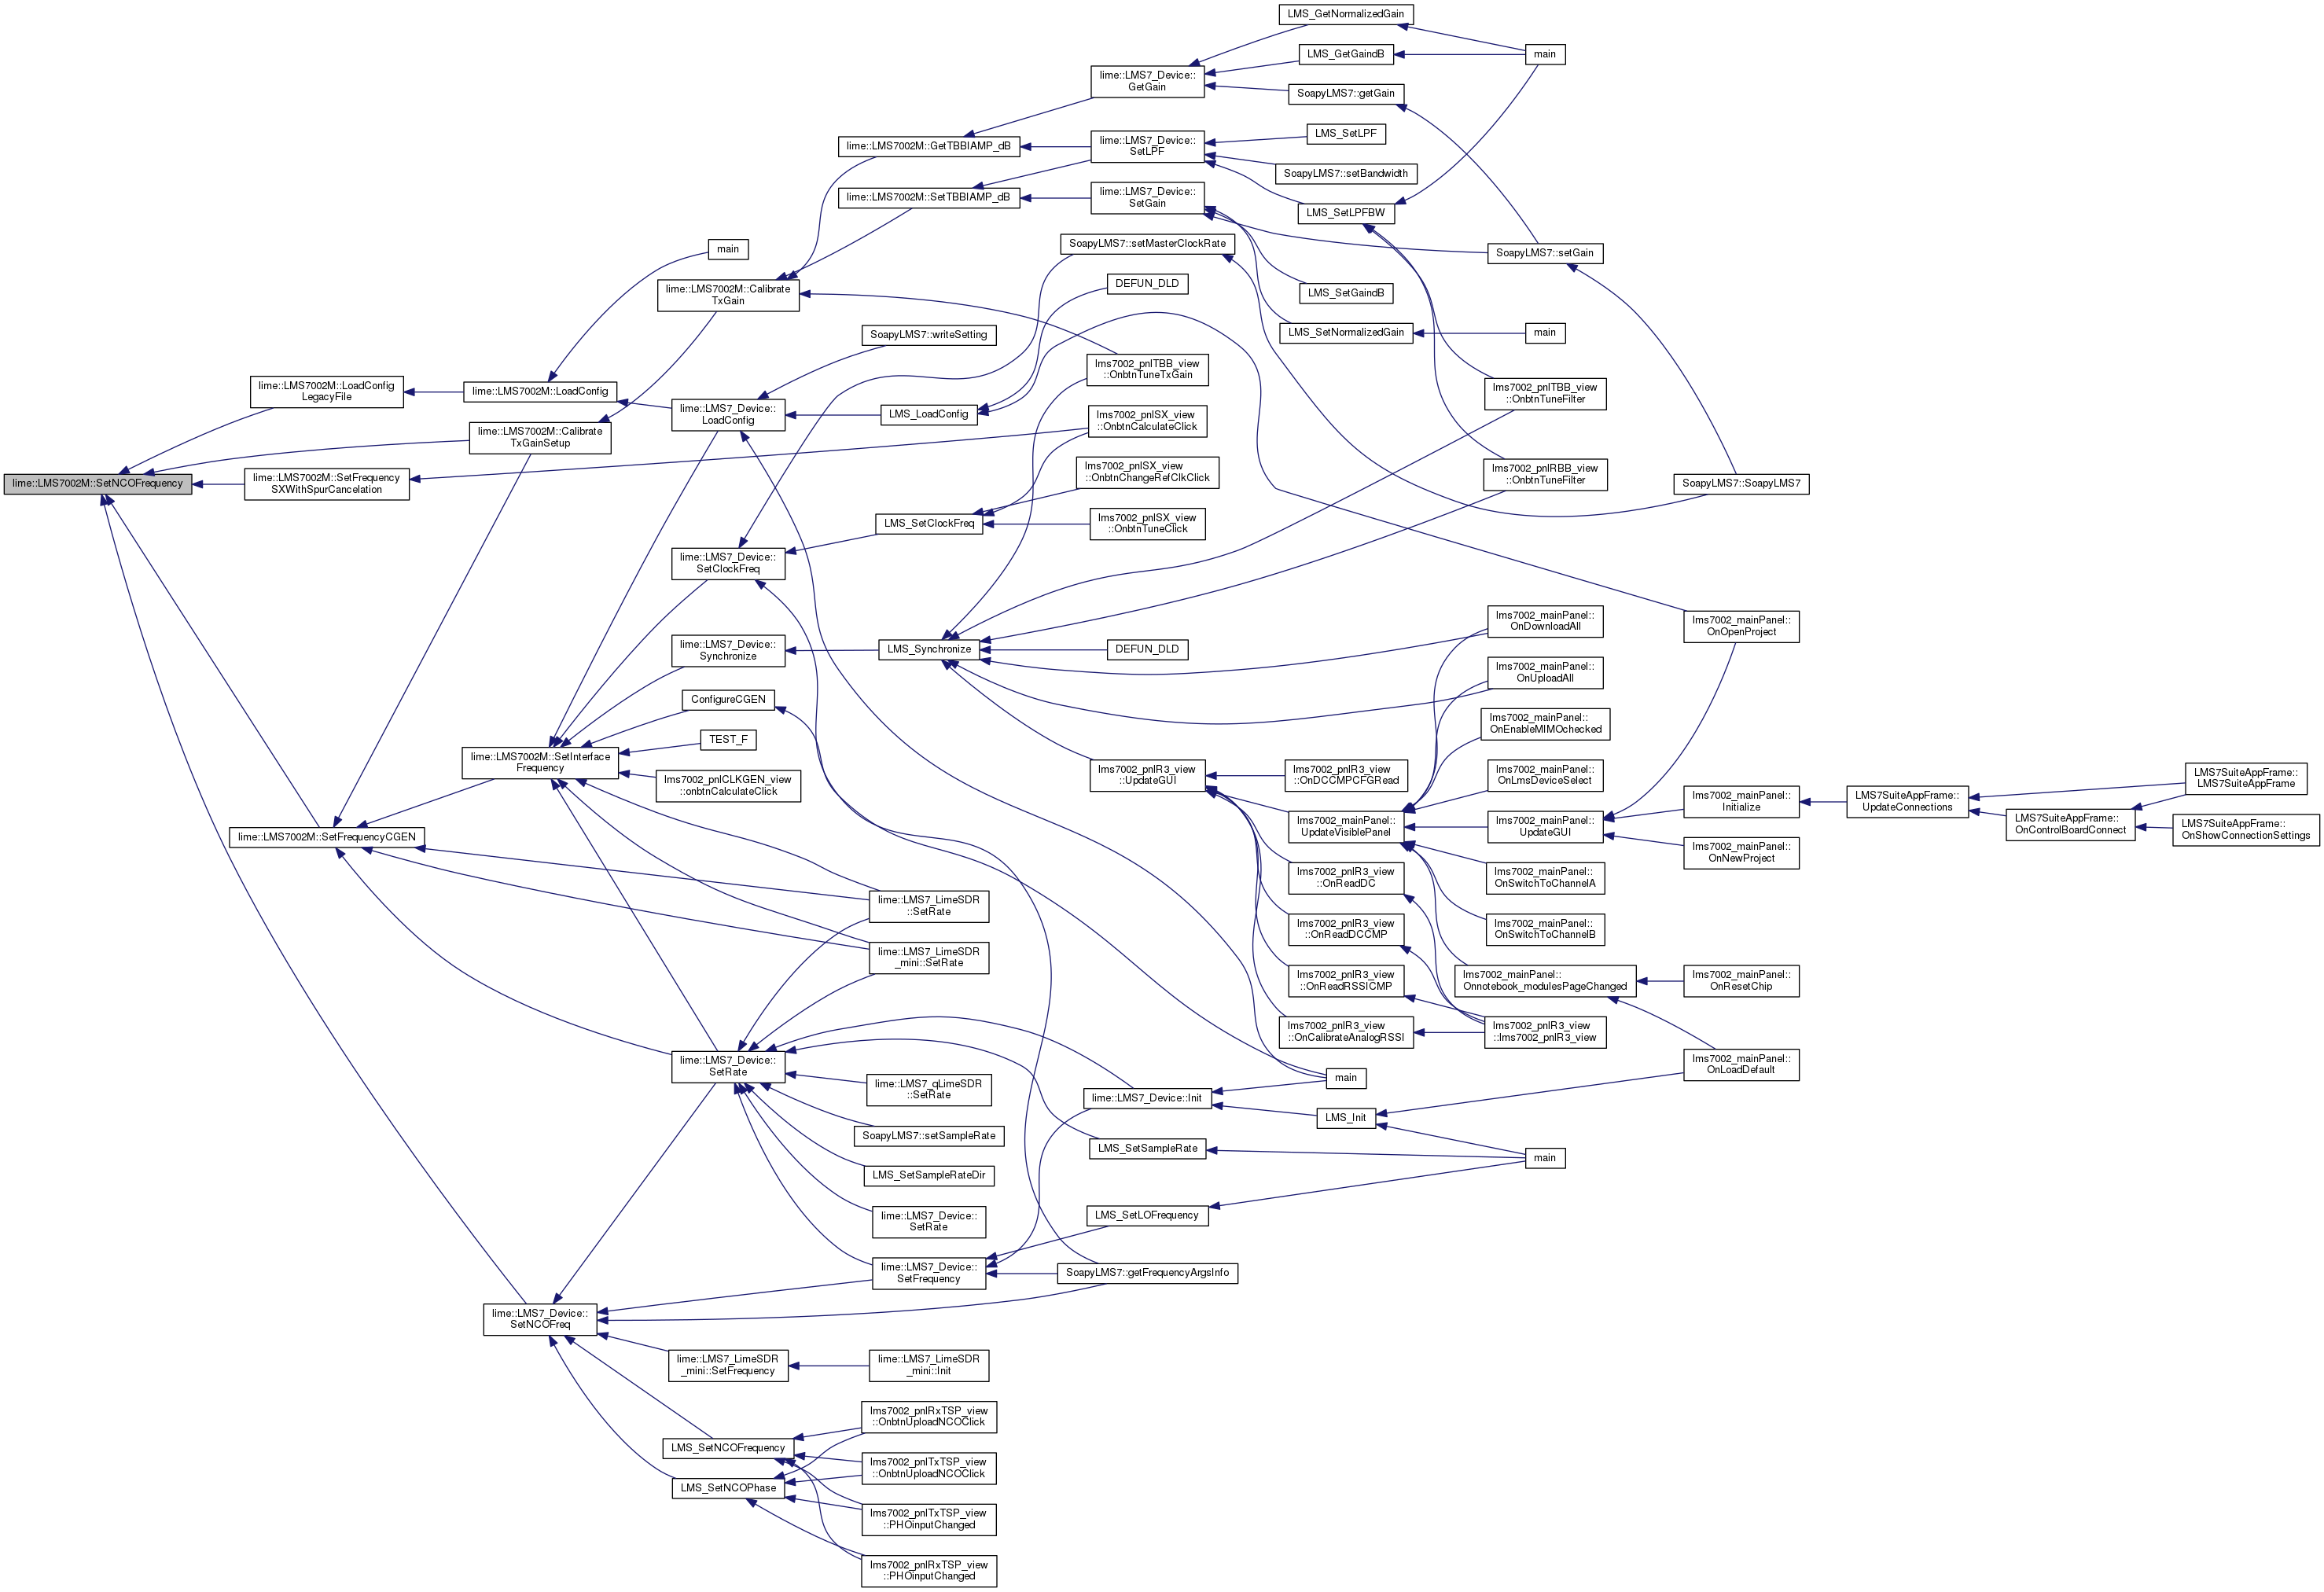 LMS_GetNormalizedGain
LMS_GetGaindB
main
lime::LMS7_Device::
GetGain
SoapyLMS7::getGain
lime::LMS7002M::GetTBBIAMP_dB
lime::LMS7_Device::
SetLPF
LMS_SetLPF
SoapyLMS7::setBandwidth
lime::LMS7002M::SetTBBIAMP_dB
lime::LMS7_Device::
SetGain
LMS_SetLPFBW
main
SoapyLMS7::setMasterClockRate
SoapyLMS7::setGain
lime::LMS7002M::Calibrate
TxGain
DEFUN_DLD
LMS_SetGaindB
SoapyLMS7::writeSetting
LMS_SetNormalizedGain
main
lms7002_pnlTBB_view
::OnbtnTuneTxGain
lime::LMS7002M::LoadConfig
LegacyFile
lime::LMS7002M::LoadConfig
lime::LMS7_Device::
LoadConfig
LMS_LoadConfig
lms7002_pnlTBB_view
::OnbtnTuneFilter
lms7002_pnlSX_view
::OnbtnCalculateClick
lime::LMS7002M::Calibrate
TxGainSetup
lime::LMS7002M::SetNCOFrequency
lime::LMS7002M::SetFrequency
SXWithSpurCancelation
lms7002_pnlSX_view
::OnbtnChangeRefClkClick
lms7002_pnlRBB_view
::OnbtnTuneFilter
SoapyLMS7::SoapyLMS7
LMS_SetClockFreq
lms7002_pnlSX_view
::OnbtnTuneClick
lime::LMS7_Device::
SetClockFreq
lms7002_mainPanel::
OnDownloadAll
lms7002_mainPanel::
OnOpenProject
lime::LMS7_Device::
Synchronize
LMS_Synchronize
DEFUN_DLD
lms7002_mainPanel::
OnUploadAll
ConfigureCGEN
lms7002_mainPanel::
OnEnableMIMOchecked
TEST_F
lime::LMS7002M::SetInterface
Frequency
lms7002_pnlCLKGEN_view
::onbtnCalculateClick
lms7002_pnlR3_view
::UpdateGUI
lms7002_pnlR3_view
::OnDCCMPCFGRead
lms7002_mainPanel::
OnLmsDeviceSelect
LMS7SuiteAppFrame::
LMS7SuiteAppFrame
lms7002_mainPanel::
Initialize
LMS7SuiteAppFrame::
UpdateConnections
lime::LMS7002M::SetFrequencyCGEN
lms7002_mainPanel::
UpdateVisiblePanel
lms7002_mainPanel::
UpdateGUI
LMS7SuiteAppFrame::
OnControlBoardConnect
LMS7SuiteAppFrame::
OnShowConnectionSettings
lms7002_mainPanel::
OnNewProject
lms7002_pnlR3_view
::OnReadDC
lms7002_mainPanel::
OnSwitchToChannelA
lime::LMS7_LimeSDR
::SetRate
lms7002_pnlR3_view
::OnReadDCCMP
lms7002_mainPanel::
OnSwitchToChannelB
lime::LMS7_LimeSDR
_mini::SetRate
lms7002_pnlR3_view
::OnReadRSSICMP
lms7002_mainPanel::
Onnotebook_modulesPageChanged
lms7002_mainPanel::
OnResetChip
lms7002_pnlR3_view
::OnCalibrateAnalogRSSI
lms7002_pnlR3_view
::lms7002_pnlR3_view
lime::LMS7_Device::
SetRate
lms7002_mainPanel::
OnLoadDefault
main
lime::LMS7_qLimeSDR
::SetRate
lime::LMS7_Device::Init
LMS_Init
SoapyLMS7::setSampleRate
LMS_SetSampleRate
main
LMS_SetSampleRateDir
lime::LMS7_Device::
SetRate
LMS_SetLOFrequency
lime::LMS7_Device::
SetFrequency
SoapyLMS7::getFrequencyArgsInfo
lime::LMS7_Device::
SetNCOFreq
lime::LMS7_LimeSDR
_mini::SetFrequency
lime::LMS7_LimeSDR
_mini::Init
lms7002_pnlRxTSP_view
::OnbtnUploadNCOClick
LMS_SetNCOFrequency
lms7002_pnlTxTSP_view
::OnbtnUploadNCOClick
LMS_SetNCOPhase
lms7002_pnlTxTSP_view
::PHOinputChanged
lms7002_pnlRxTSP_view
::PHOinputChanged